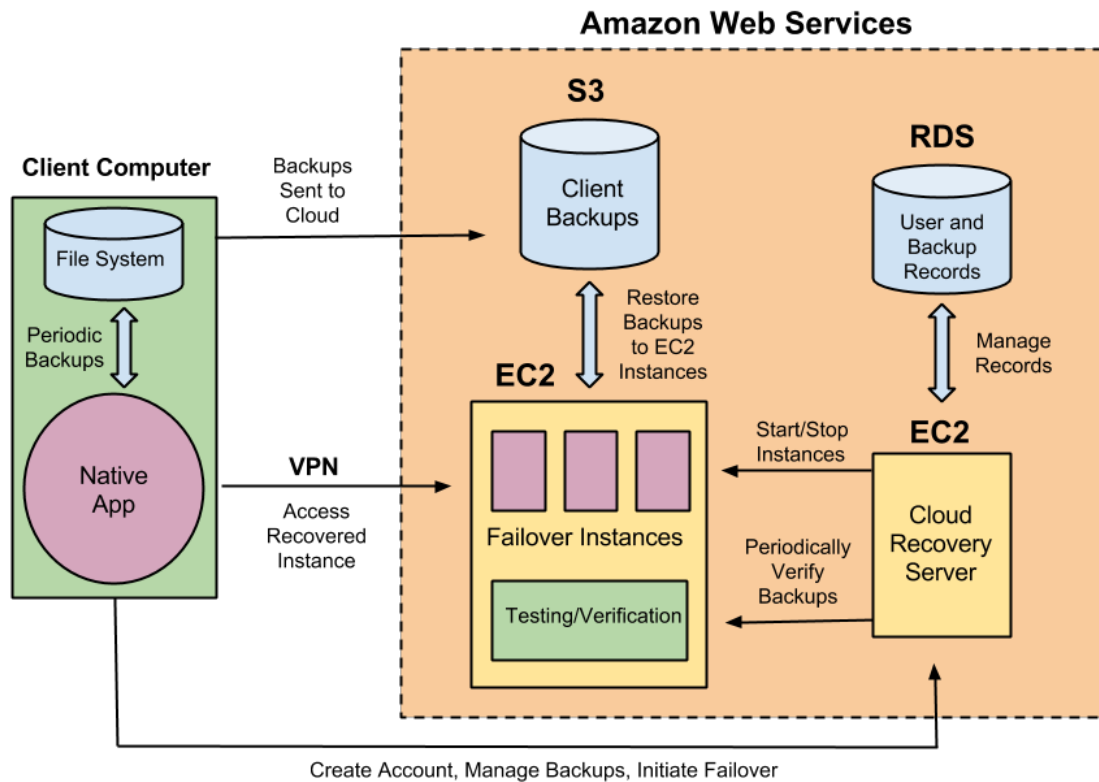 Amazon Web Services
S3
RDS
Client Computer
Backups
Sent to
Cloud
Client
Backups
User and
Backup
Records
File System
Periodic
Backups
Restore
Backups
to EC2
Instances
Manage
Records
EC2
EC2
Start/Stop
Instances
Native
App
VPN
Access
Recovered
Instance
Failover Instances
Cloud
Recovery
Server
Periodically
Verify
Backups
Testing/Verification
Create Account, Manage Backups, Initiate Failover